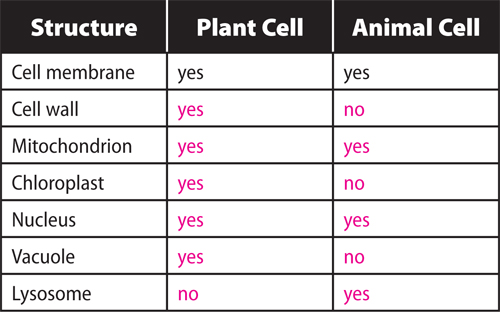 Structure Plant Cell Animal Cell
Cell membrane yes yes
Cell wall yes no
Mitochondrion yes yes
Chloroplast yes no
Nucleus yes yes
Vacuole yes no
Lysosome no yes